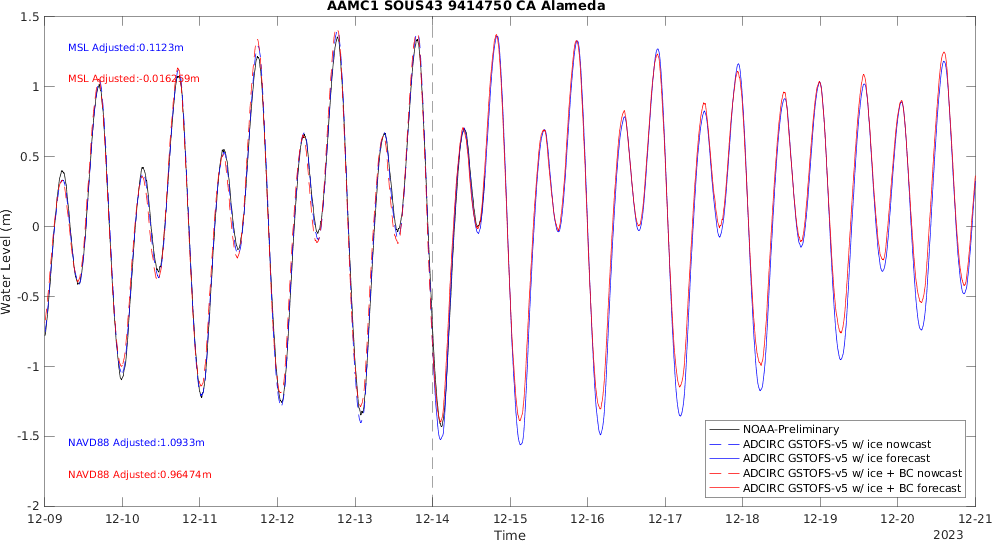 AAMC1 SOUS43 9414750 CA Alameda
Water Level (m)
1.5
1
0.5
0
-0.5
-1
-1.5
-2
MSL Adjusted:0.1123m
MSL Adjusted:-0.016259m
NAVD88 Adjusted:1.0933m
NAVD88 Adjusted:0.96474m
NOAA-Preliminary
ADCIRC GSTOFS-v5 w/ ice nowcast
ADCIRC GSTOFS-v5 w/ ice forecast
ADCIRC GSTOFS-v5 w/ ice + BC nowcast
ADCIRC GSTOFS-v5 w/ ice + BC forecast
12-09 12-10 12-11 12-12 12-13 12-14 12-15 12-16 12-17 12-18 12-19 12-20 12-21
Time
2023